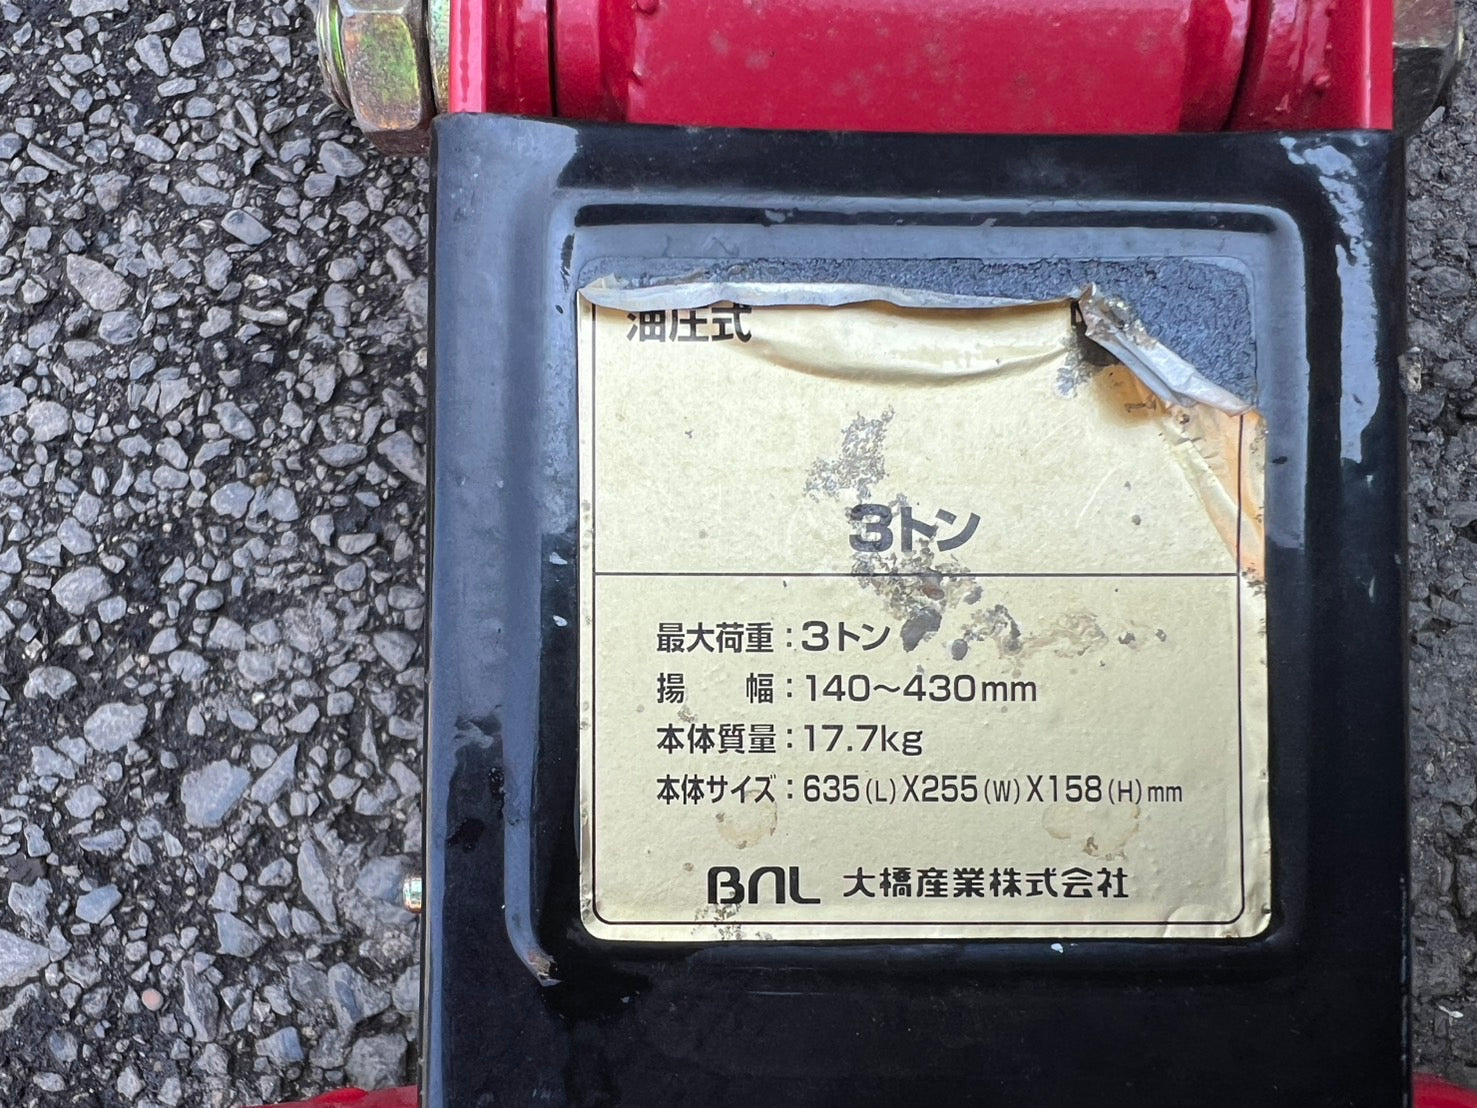 油圧式
3トン
最大荷重：3トン
揚　幅：140〜430mm
本体質量：17.7kg
本体サイズ：635(L)X255(W)X158(H)mm
BAL 大橋産業株式会社